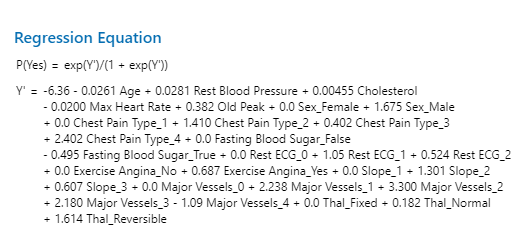 Regression Equation
P(Yes) = exp(Y')/(1 + exp(Y'))
Y' = -6.36 - 0.0261 Age + 0.0281 Rest Blood Pressure + 0.00455 Cholesterol
- 0.0200 Max Heart Rate + 0.382 Old Peak + 0.0 Sex_Female + 1.675 Sex_Male
+ 0.0 Chest Pain Type_1 + 1.410 Chest Pain Type_2 + 0.402 Chest Pain Type_3
+ 2.402 Chest Pain Type_4 + 0.0 Fasting Blood Sugar_False
- 0.495 Fasting Blood Sugar_True + 0.0 Rest ECG_0 + 1.05 Rest ECG_1 + 0.524 Rest ECG_2
+ 0.0 Exercise Angina_No + 0.687 Exercise Angina_Yes + 0.0 Slope_1 + 1.301 Slope_2
+ 0.607 Slope_3 + 0.0 Major Vessels_0 + 2.238 Major Vessels_1 + 3.300 Major Vessels_2
+ 2.180 Major Vessels_3 - 1.09 Major Vessels_4 + 0.0 Thal_Fixed + 0.182 Thal_Normal
+ 1.614 Thal_Reversible